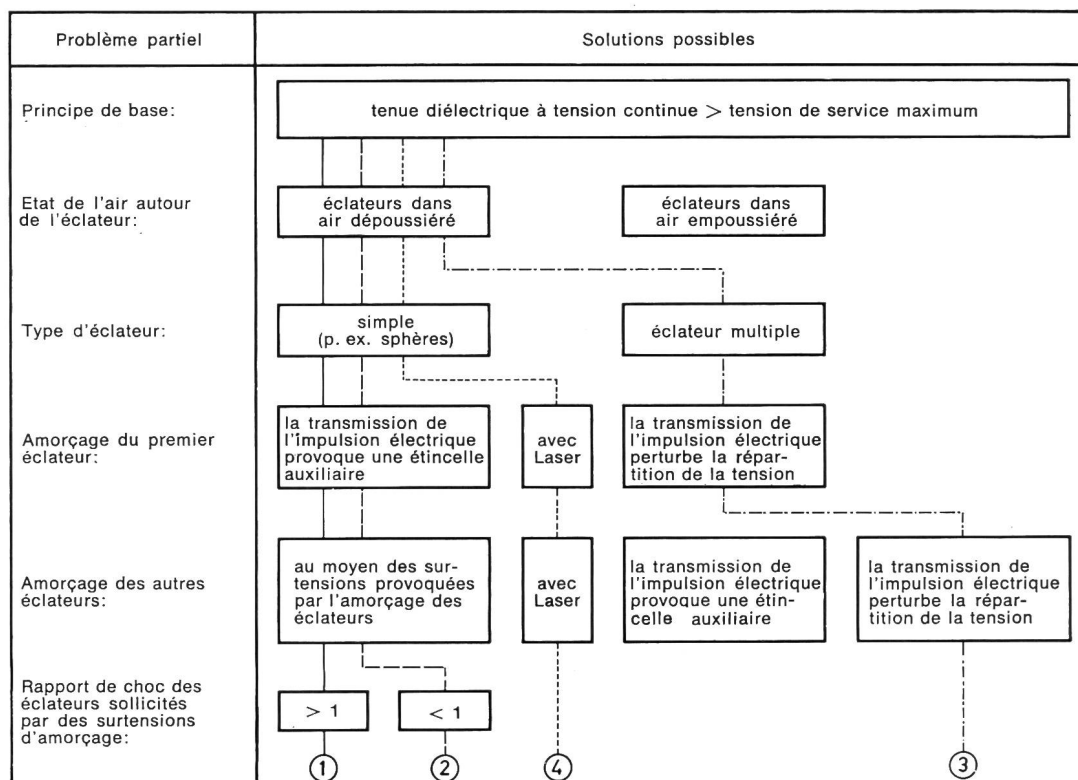 Problème partiel
Solutions possibles
Principe de base:
tenue diélectrique à tension continue > tension de service maximum
Etat de l'air autour
de l'éclateur:
éclateurs dans
air dépoussiéré
éclateurs dans
air empoussiéré
Type d'éclateur:
simple
(p. ex. sphères)
éclateur multiple
Amorçage du premier
éclateur:
la transmission de
l'impulsion électrique
provoque une étincelle
auxiliaire
avec
Laser
la transmission de
l'impulsion électrique
perturbe la répar-
tition de la tension
Amorçage des autres
éclateurs:
au moyen des sur-
tensions provoquées
par l'amorçage des
éclateurs
avec
Laser
la transmission de
l'impulsion électrique
provoque une étin-
celle auxiliaire
la transmission de
l'impulsion électrique
perturbe la répar-
tition de la tension
Rapport de choc des
éclateurs sollicités
par des surtensions
d'amorçage:
> 1
< 1
1
2
4
3